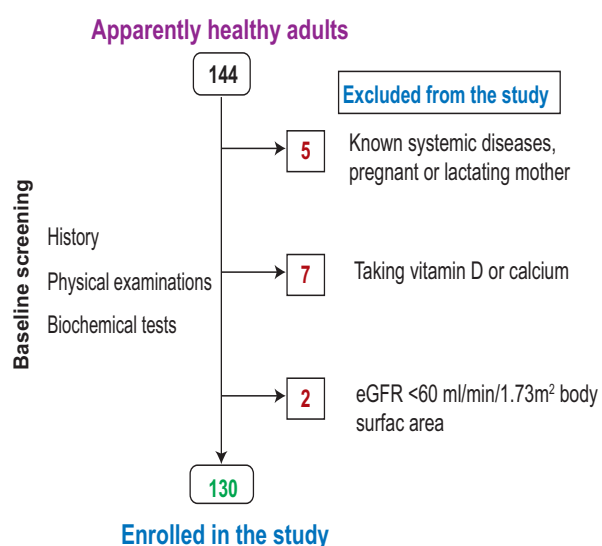 Apparently healthy adults
144
Excluded from the study
5
Known systemic diseases,
pregnant or lactating mother
Baseline screening
History
Physical examinations
Biochemical tests
7
Taking vitamin D or calcium
2
eGFR <60 ml/min/1.73m² body
surfac area
130
Enrolled in the study